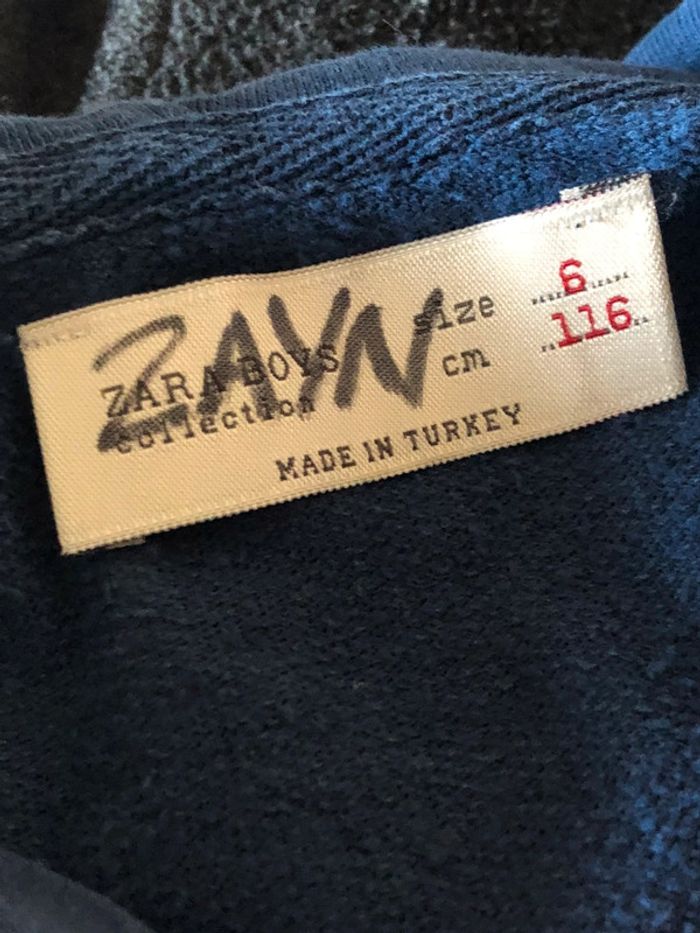 ZAYN
ZARA BOYS
collection
size 6
cm 116
MADE IN TURKEY